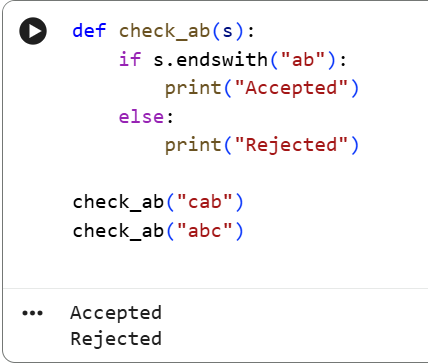 def check_ab(s):
    if s.endswith("ab"):
        print("Accepted")
    else:
        print("Rejected")

check_ab("cab")
check_ab("abc")

Accepted
Rejected